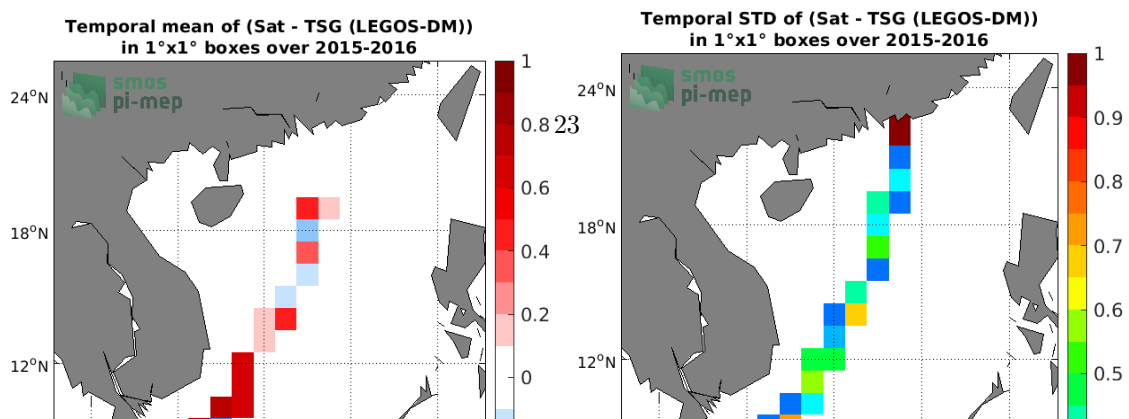 Temporal mean of (Sat - TSG (LEGOS-DM))
in 1°x1° boxes over 2015-2016
smos
pi-mep
24°N
18°N
12°N
1
0.8
0.6
0.4
0.2
0
23
Temporal STD of (Sat - TSG (LEGOS-DM))
in 1°x1° boxes over 2015-2016
smos
pi-mep
24°N
18°N
12°N
1
0.9
0.8
0.7
0.6
0.5